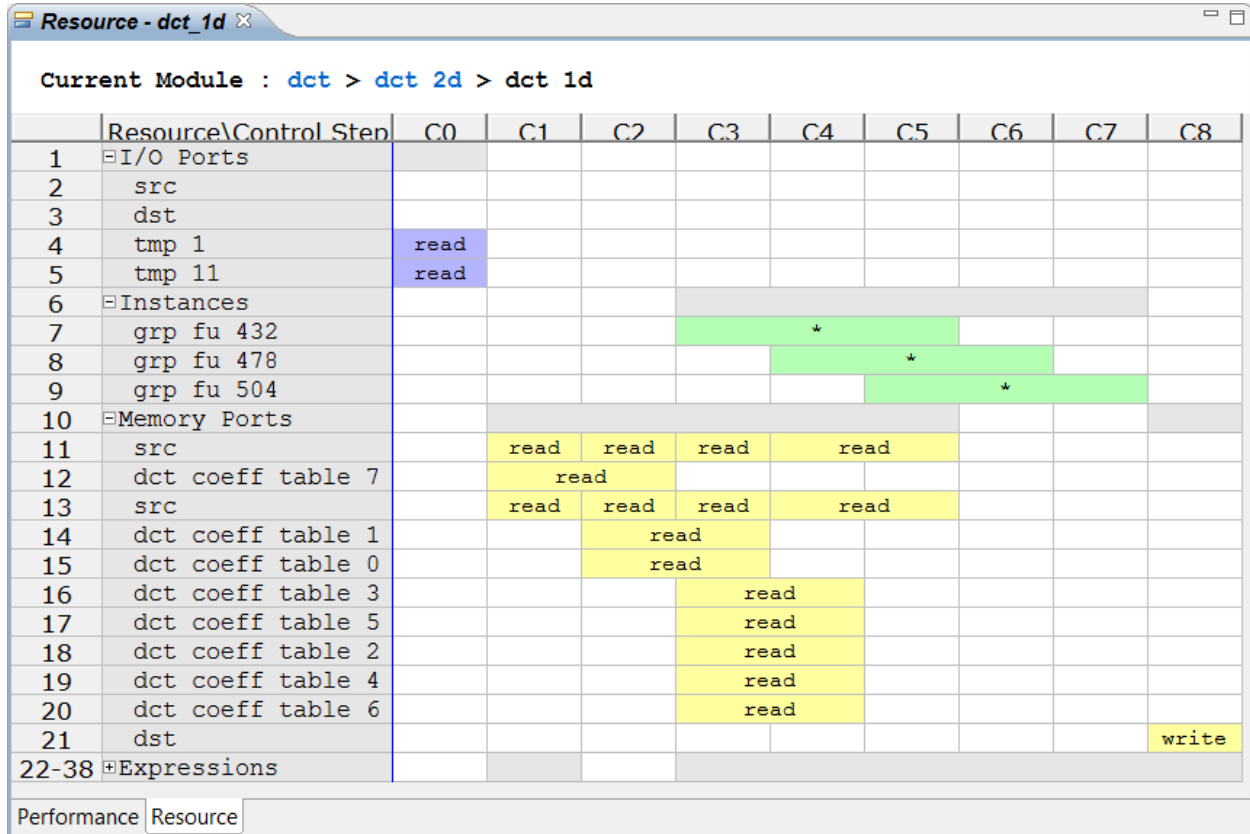 Resource - dct_1d
Current Module : dct > dct 2d > dct 1d
Resource\Control Step C0 C1 C2 C3 C4 C5 C6 C7 C8
1 I/O Ports
2 src
3 dst
4 tmp 1 read
5 tmp 11 read
6 Instances
7 grp fu 432 *
8 grp fu 478 *
9 grp fu 504 *
10 Memory Ports
11 src read read read read
12 dct coeff table 7 read
13 src read read read read
14 dct coeff table 1 read
15 dct coeff table 0 read
16 dct coeff table 3 read
17 dct coeff table 5 read
18 dct coeff table 2 read
19 dct coeff table 4 read
20 dct coeff table 6 read
21 dst write
22-38 Expressions
Performance Resource